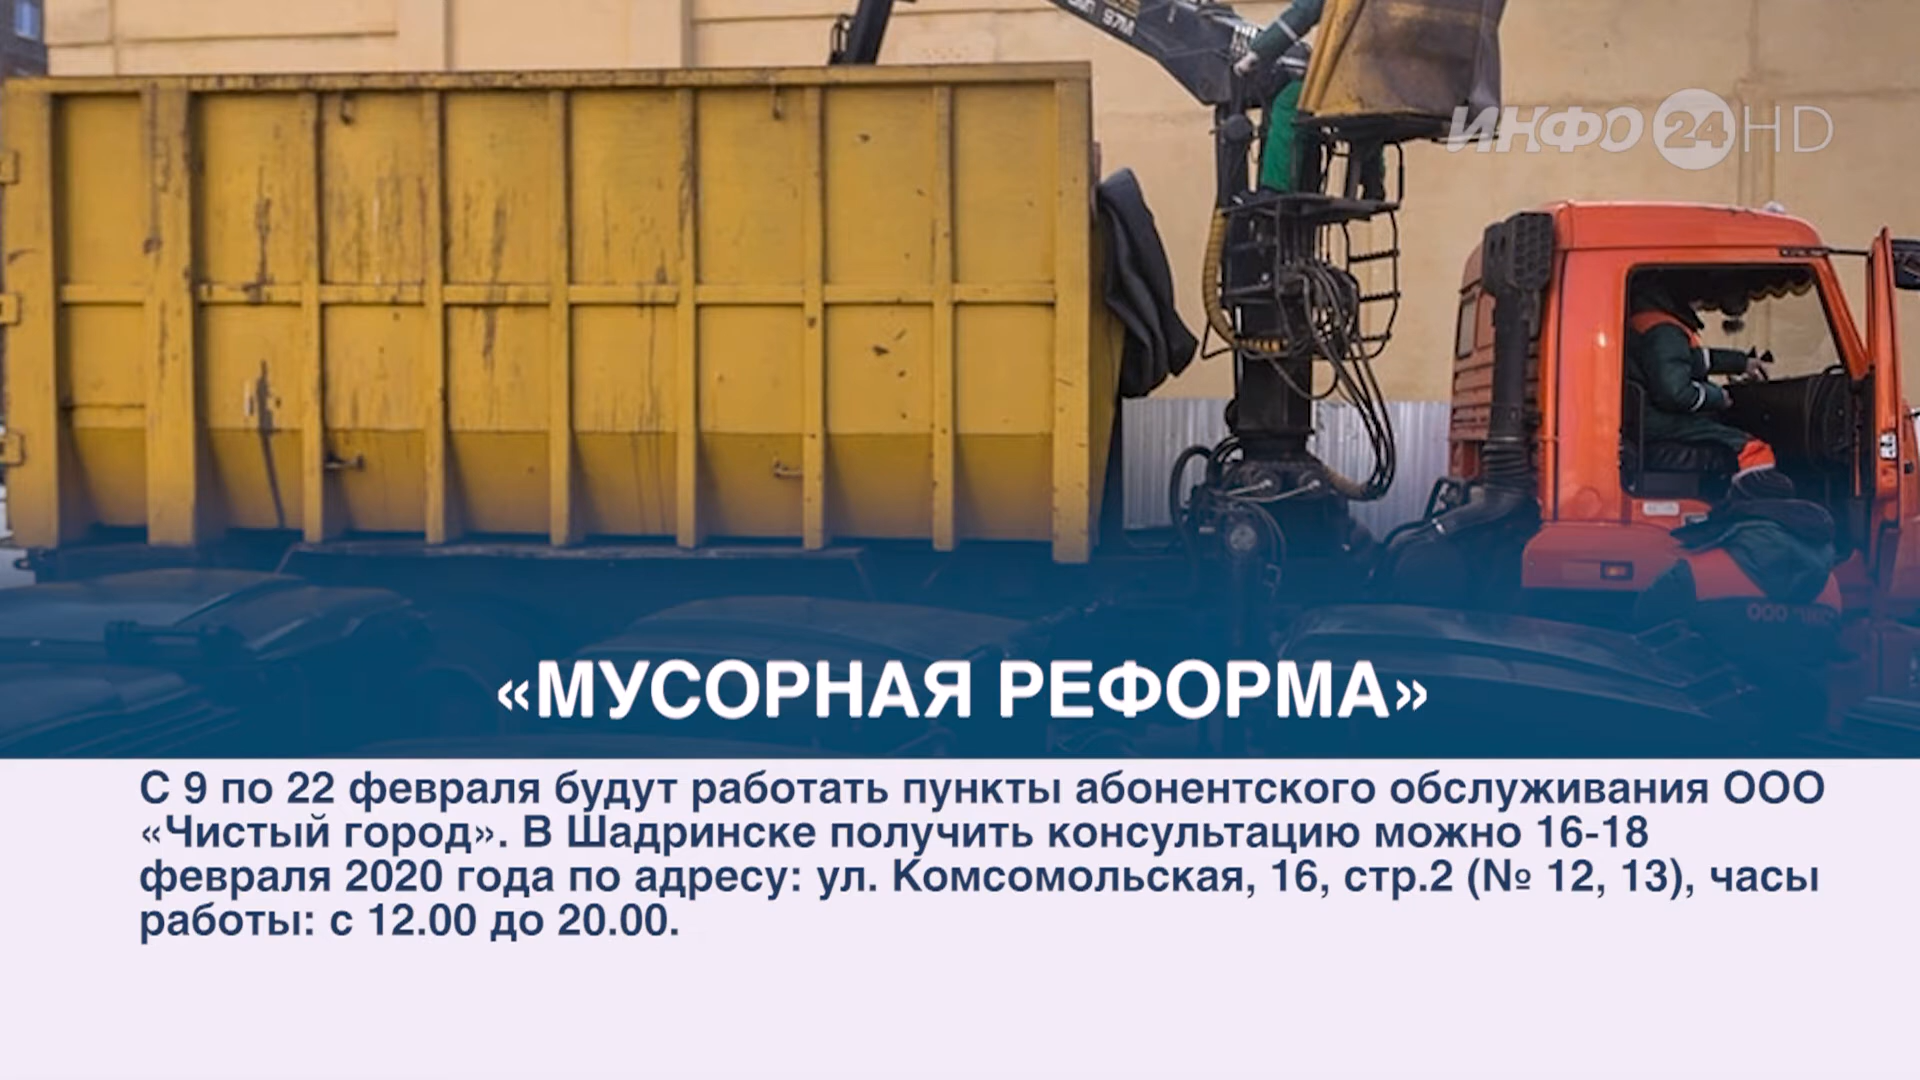 ИНФО 24 HD
ООО
«МУСОРНАЯ РЕФОРМА»
С 9 по 22 февраля будут работать пункты абонентского обслуживания ООО
«Чистый город». В Шадринске получить консультацию можно 16-18
февраля 2020 года по адресу: ул. Комсомольская, 16, стр.2 (№ 12, 13), часы
работы: с 12.00 до 20.00.